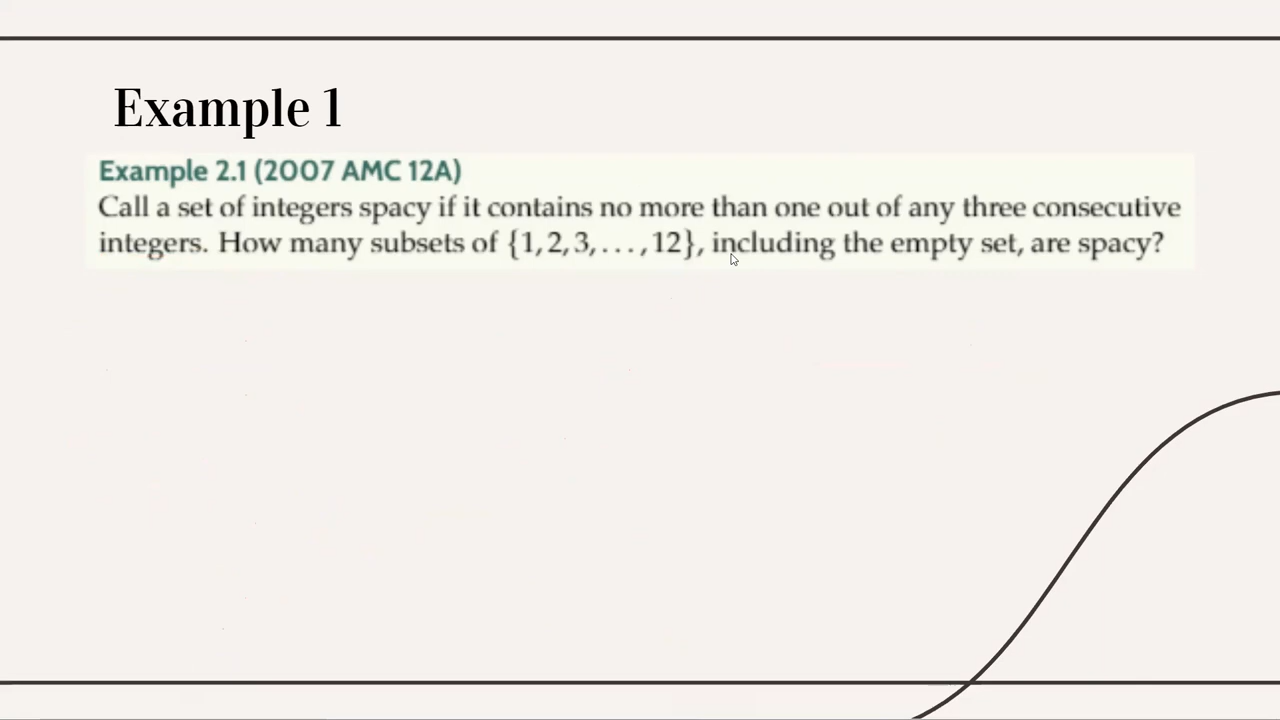 Example 1
Example 2.1 (2007 AMC 12A)
Call a set of integers spacy if it contains no more than one out of any three consecutive
integers. How many subsets of {1, 2, 3, . . . , 12}, including the empty set, are spacy?